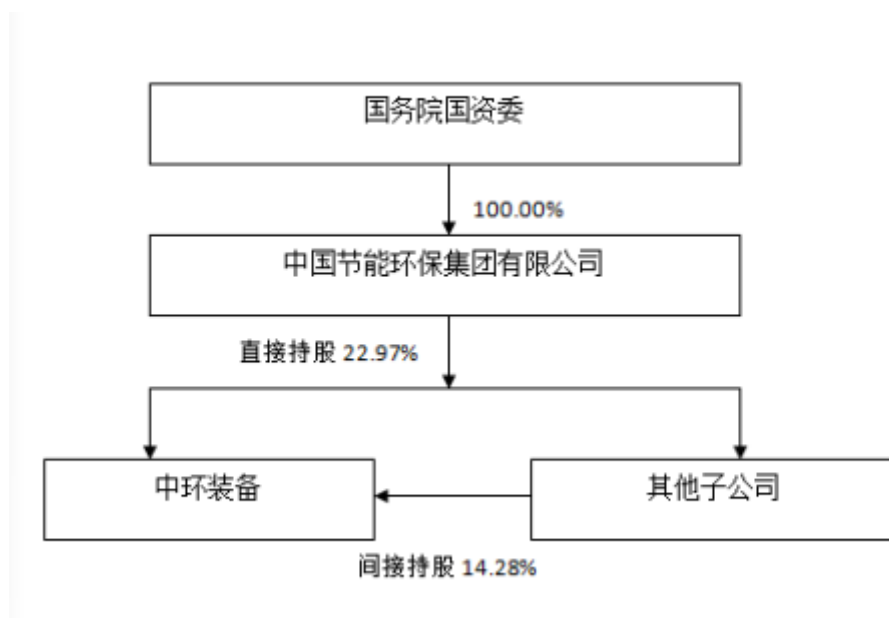 国务院国资委
100.00%
中国节能环保集团有限公司
直接持股 22.97%
中环装备
其他子公司
间接持股 14.28%